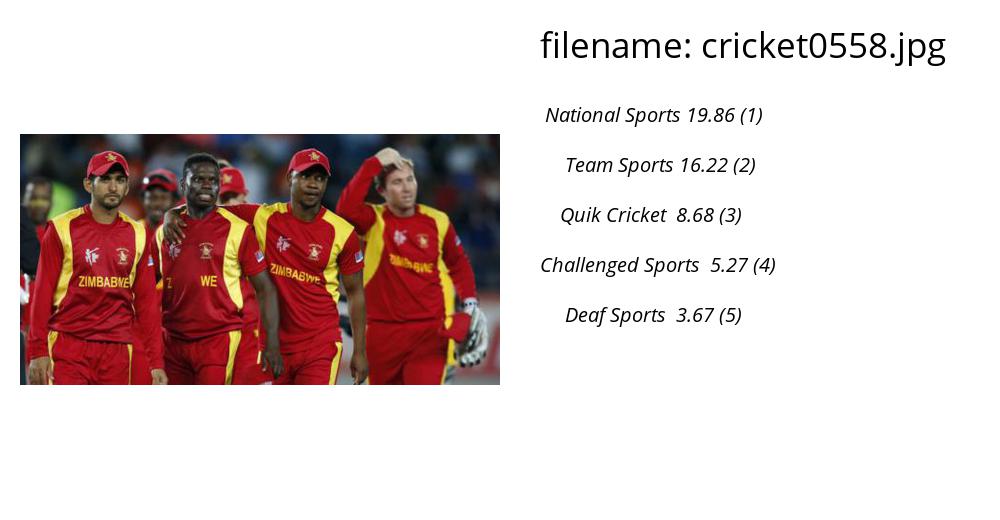 filename: cricket0558.jpg
National Sports 19.86 (1)
Team Sports 16.22 (2)
Quik Cricket 8.68 (3)
Challenged Sports 5.27 (4)
Deaf Sports 3.67 (5)
ZIMBABWE
Z WE
ZIMBABWE
ZIMBABWE